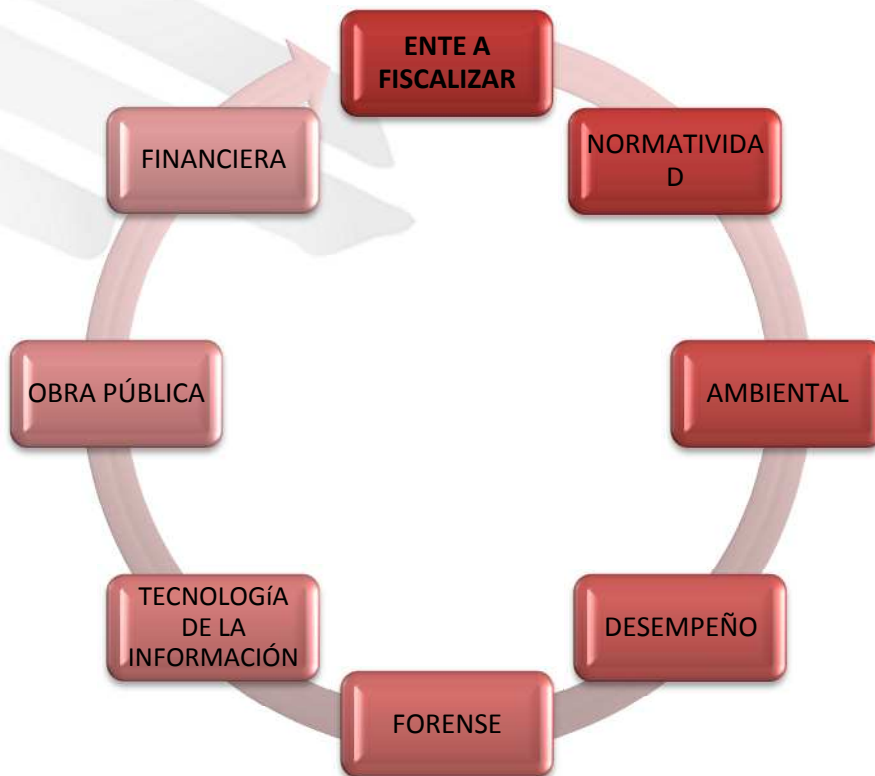 ENTE A
FISCALIZAR
NORMATIVIDA
D
AMBIENTAL
DESEMPEÑO
FORENSE
TECNOLOGíA
DE LA
INFORMACIÓN
OBRA PÚBLICA
FINANCIERA